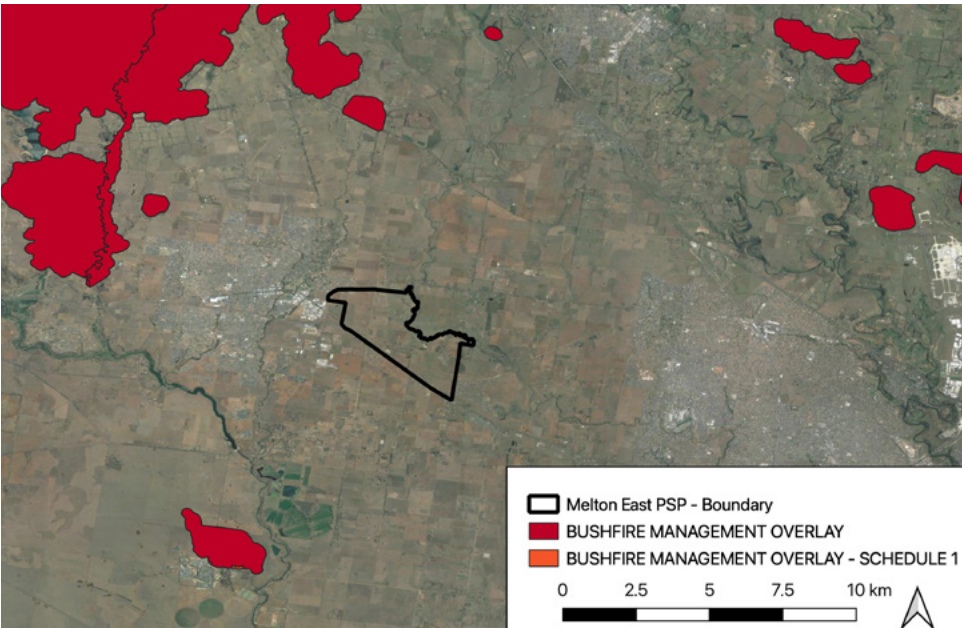 Melton East PSP - Boundary
BUSHFIRE MANAGEMENT OVERLAY
BUSHFIRE MANAGEMENT OVERLAY - SCHEDULE 1
0 2.5 5 7.5 10 km